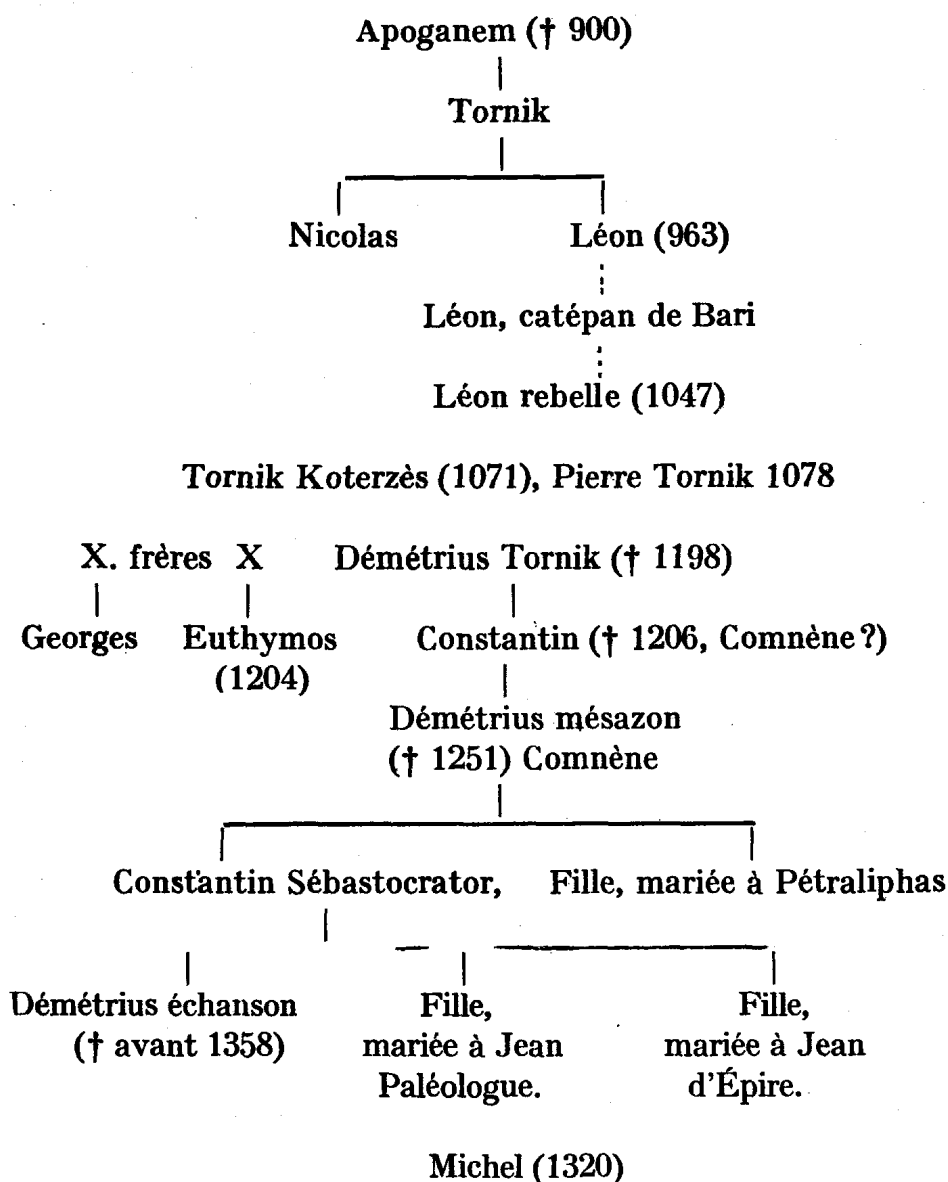 Apoganem († 900)
Tornik
Nicolas Léon (963)
Léon, catépan de Bari
Léon rebelle (1047)
Tornik Koterzès (1071), Pierre Tornik 1078
X. frères X Démétrius Tornik († 1198)
Georges Euthymos Constantin († 1206, Comnène?)
(1204)
Démétrius mésazon
(† 1251) Comnène
Constantin Sébastocrator, Fille, mariée à Pétraliphas
Démétrius échanson Fille, Fille,
(† avant 1358) mariée à Jean mariée à Jean
Paléologue. d'Épire.
Michel (1320)